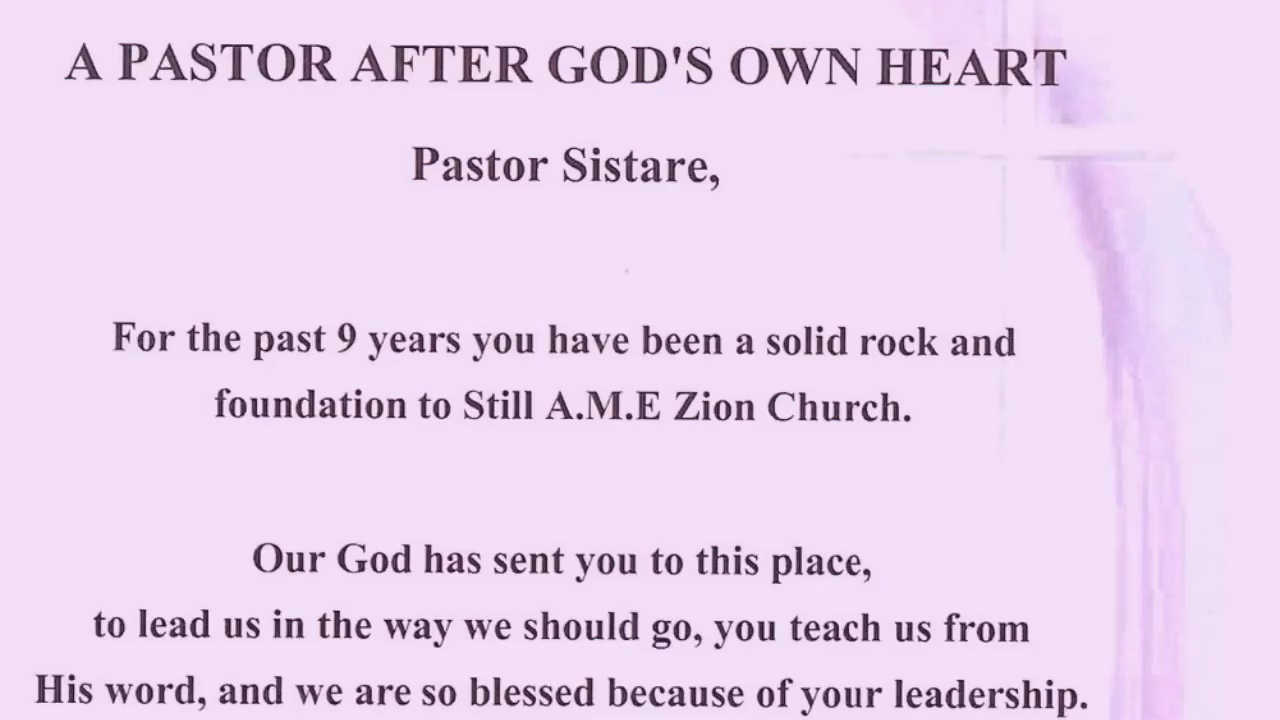 A PASTOR AFTER GOD'S OWN HEART
Pastor Sistare,
For the past 9 years you have been a solid rock and
foundation to Still A.M.E Zion Church.
Our God has sent you to this place,
to lead us in the way we should go, you teach us from
His word, and we are so blessed because of your leadership.